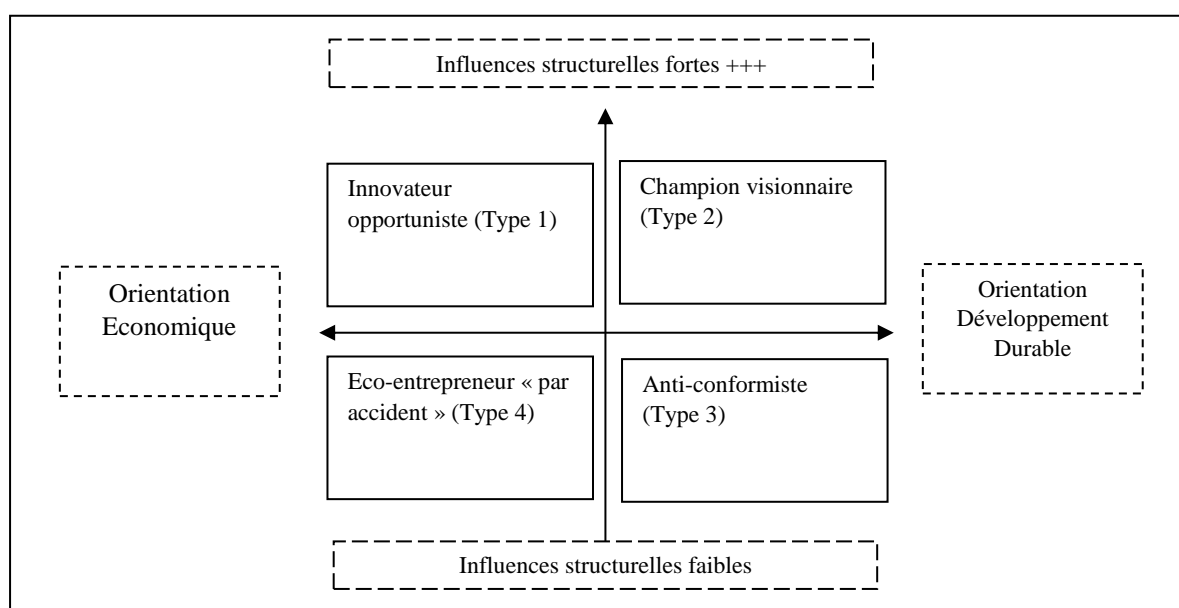 Influences structurelles fortes +++
Innovateur
opportuniste (Type 1)
Champion visionnaire
(Type 2)
Orientation
Economique
Orientation
Développement
Durable
Eco-entrepreneur « par
accident » (Type 4)
Anti-conformiste
(Type 3)
Influences structurelles faibles